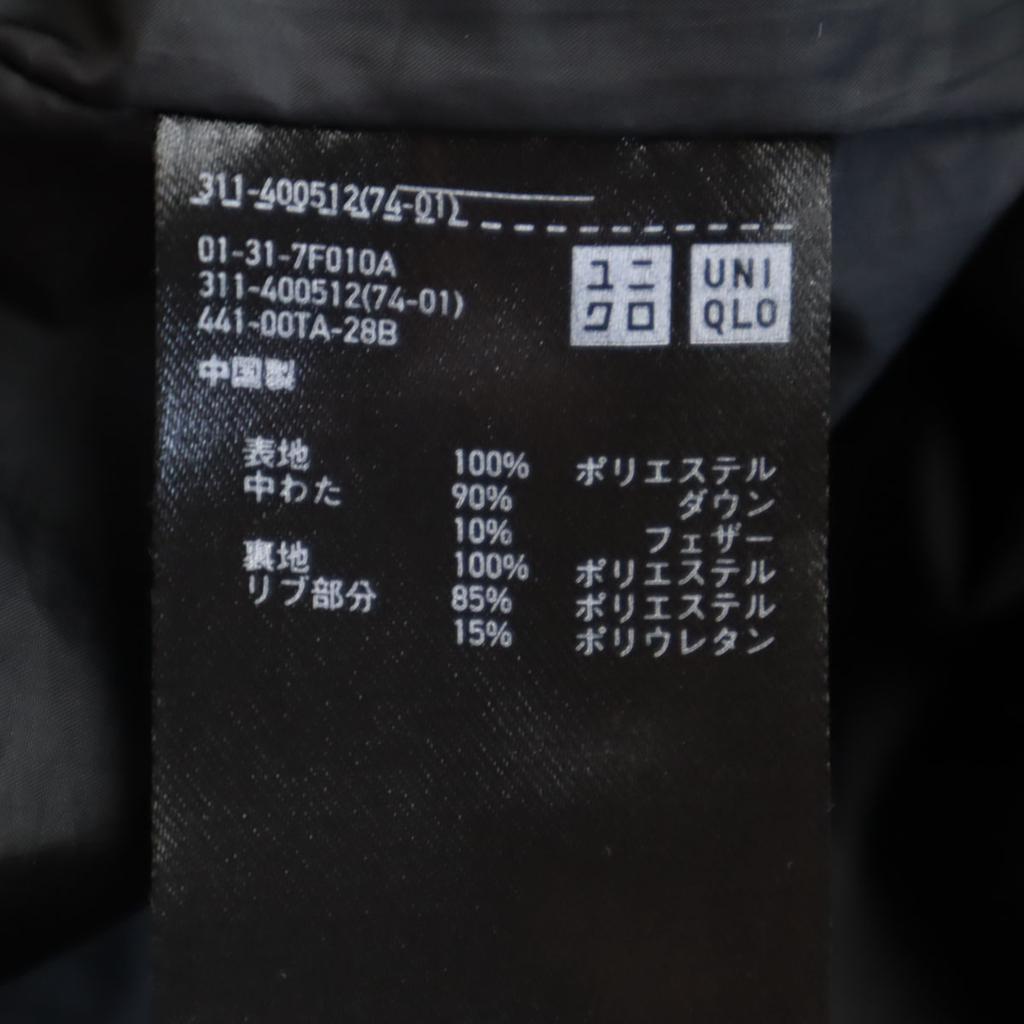 311-400512(74-01)
01-31-7F010A
311-400512(74-01)
441-00TA-28B
ユニ
クロ
UNI
QLO
中国製
表地 100% ポリエステル
中わた 90% ダウン
10% フェザー
裏地 100% ポリエステル
リブ部分 85% ポリエステル
15% ポリウレタン